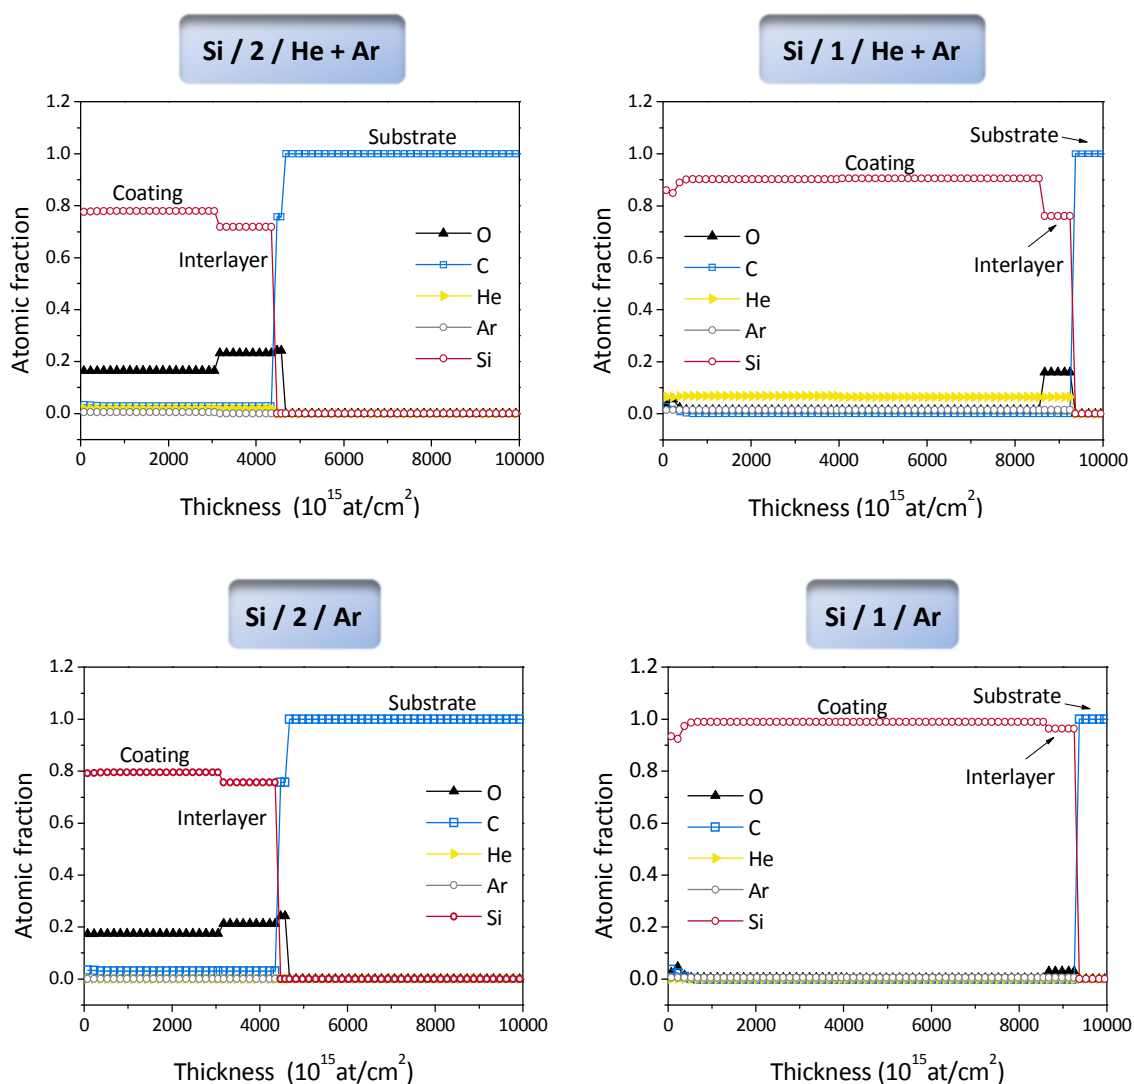 Si / 2 / He + Ar
Si / 1 / He + Ar
1.2
1.0
0.8
0.6
0.4
0.2
0.0
Atomic fraction
Substrate
Coating
Interlayer
O
C
He
Ar
Si
0 2000 4000 6000 8000 10000
Thickness (10^15 at/cm^2)
1.2
1.0
0.8
0.6
0.4
0.2
0.0
Atomic fraction
Substrate
Coating
Interlayer
O
C
He
Ar
Si
0 2000 4000 6000 8000 10000
Thickness (10^15 at/cm^2)
Si / 2 / Ar
Si / 1 / Ar
1.2
1.0
0.8
0.6
0.4
0.2
0.0
Atomic fraction
Substrate
Coating
Interlayer
O
C
He
Ar
Si
0 2000 4000 6000 8000 10000
Thickness (10^15 at/cm^2)
1.2
1.0
0.8
0.6
0.4
0.2
0.0
Atomic fraction
Substrate
Coating
Interlayer
O
C
He
Ar
Si
0 2000 4000 6000 8000 10000
Thickness (10^15 at/cm^2)